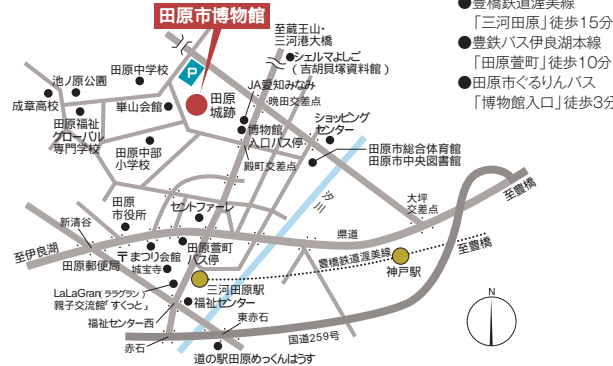 田原市博物館
至蔵王山・
三河港大橋
シェルマよしご
(吉胡貝塚資料館)
P
田原中学校
池ノ原公園
成章高校
崋山会館
田原
城跡
JA愛知みなみ
晩田交差点
田原福祉
グローバル
専門学校
博物館
入口バス停
ショッピング
センター
田原中部
小学校
殿町交差点
田原市総合体育館
田原市中央図書館
汐川
大坪
交差点
至豊橋
田原
市役所
セントファーレ
新清谷
県道
至豊橋
至伊良湖
田原郵便局
〒
まつり会館
城宝寺
田原萱町
バス停
豊橋鉄道渥美線
神戸駅
三河田原駅
LaLaGran(ララグラン)
親子交流館「すくっと」
福祉センター
福祉センター西
東赤石
赤石
国道259号
道の駅田原めっくんはうす
N
●豊橋鉄道渥美線
「三河田原」徒歩15分
●豊鉄バス伊良湖本線
「田原萱町」徒歩10分
●田原市ぐるりんバス
「博物館入口」徒歩3分